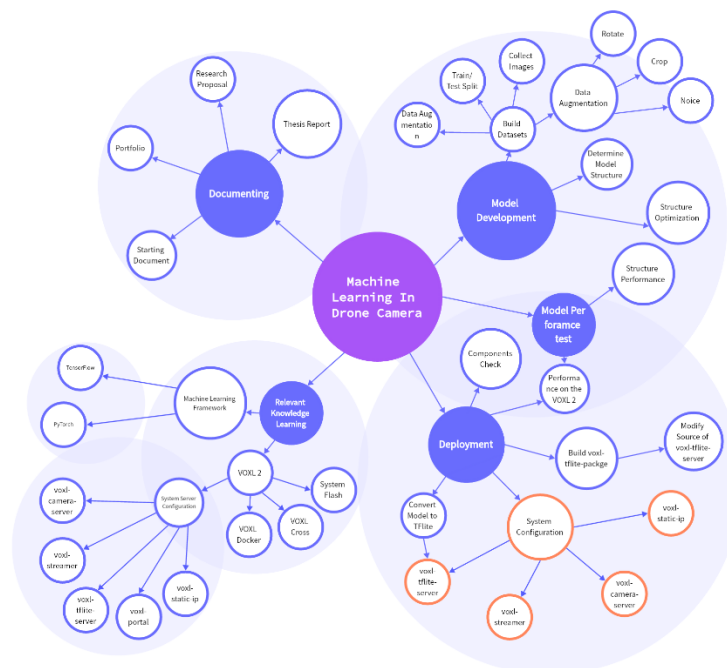 Rotate
Collect
Images
Crop
Research
Proposal
Train/
Test Split
Data
Augmentation
Noice
Data Aug
mentatio
n
Build
Datasets
Thesis Report
Portfolio
Determine
Model
Structure
Documenting
Model
Development
Structure
Optimization
Starting
Document
Machine
Learning In
Drone Camera
Structure
Performance
Model Per
foramce
test
Components
Check
TenserFlow
Machine Learning
Framework
Relevant
Knowledge
Learning
Performa
nce on the
VOXL 2
PyTorch
Deployment
Modify
Source of
voxl-tflite-
server
Build voxl-
tflite-package
VOXL 2
System
Flash
voxl-
camera-
server
System Server
Configuration
Convert
Model to
TFlite
System
Configuration
voxl-
static-ip
VOXL
Docker
VOXL
Cross
voxl-
streamer
voxl-
tflite-
server
voxl-
static-ip
voxl-
camera-
server
voxl-
tflite-
server
voxl-
portal
voxl-
streamer